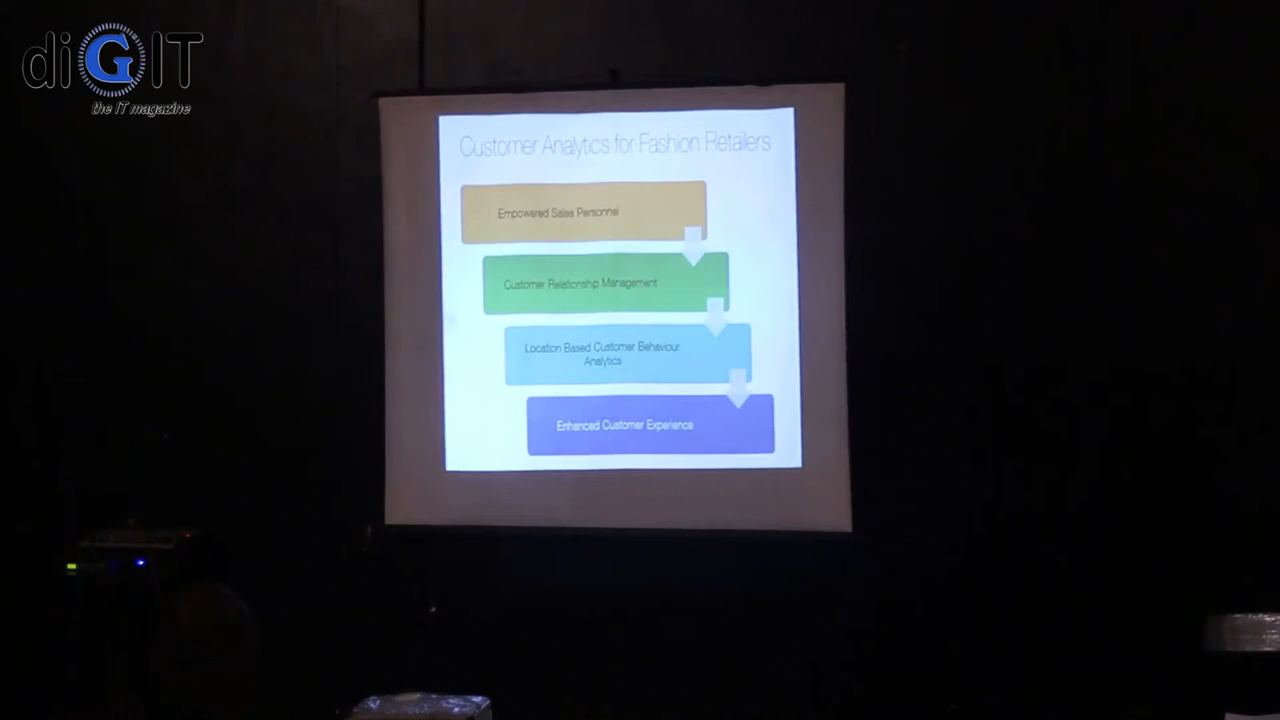 diGIT
the IT magazine
Customer Analytics for Fashion Retailers
Empowered Sales Personnel
Customer Relationship Management
Location Based Customer Behaviour
Analytics
Enhanced Customer Experience